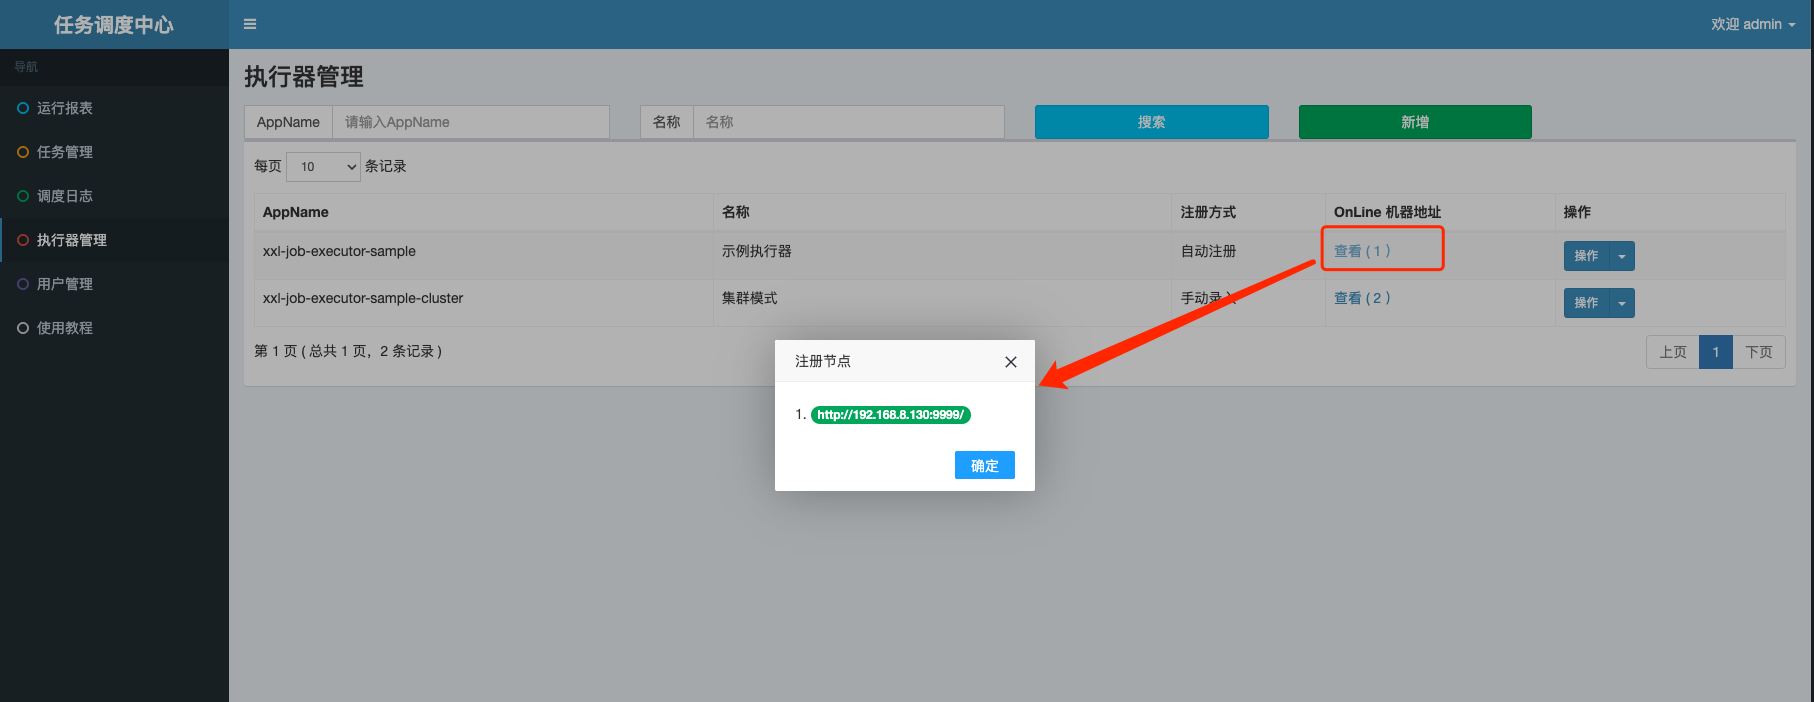 任务调度中心
欢迎 admin
导航
运行报表
任务管理
调度日志
执行器管理
用户管理
使用教程
执行器管理
AppName 请输入AppName 名称 名称 搜索 新增
每页 10 条记录
AppName 名称 注册方式 OnLine 机器地址 操作
xxl-job-executor-sample 示例执行器 自动注册 查看 ( 1 ) 操作
xxl-job-executor-sample-cluster 集群模式 手动录入 查看 ( 2 ) 操作
第 1 页 ( 总共 1 页，2 条记录 ) 上页 1 下页
注册节点
1. http://192.168.8.130:9999/
确定